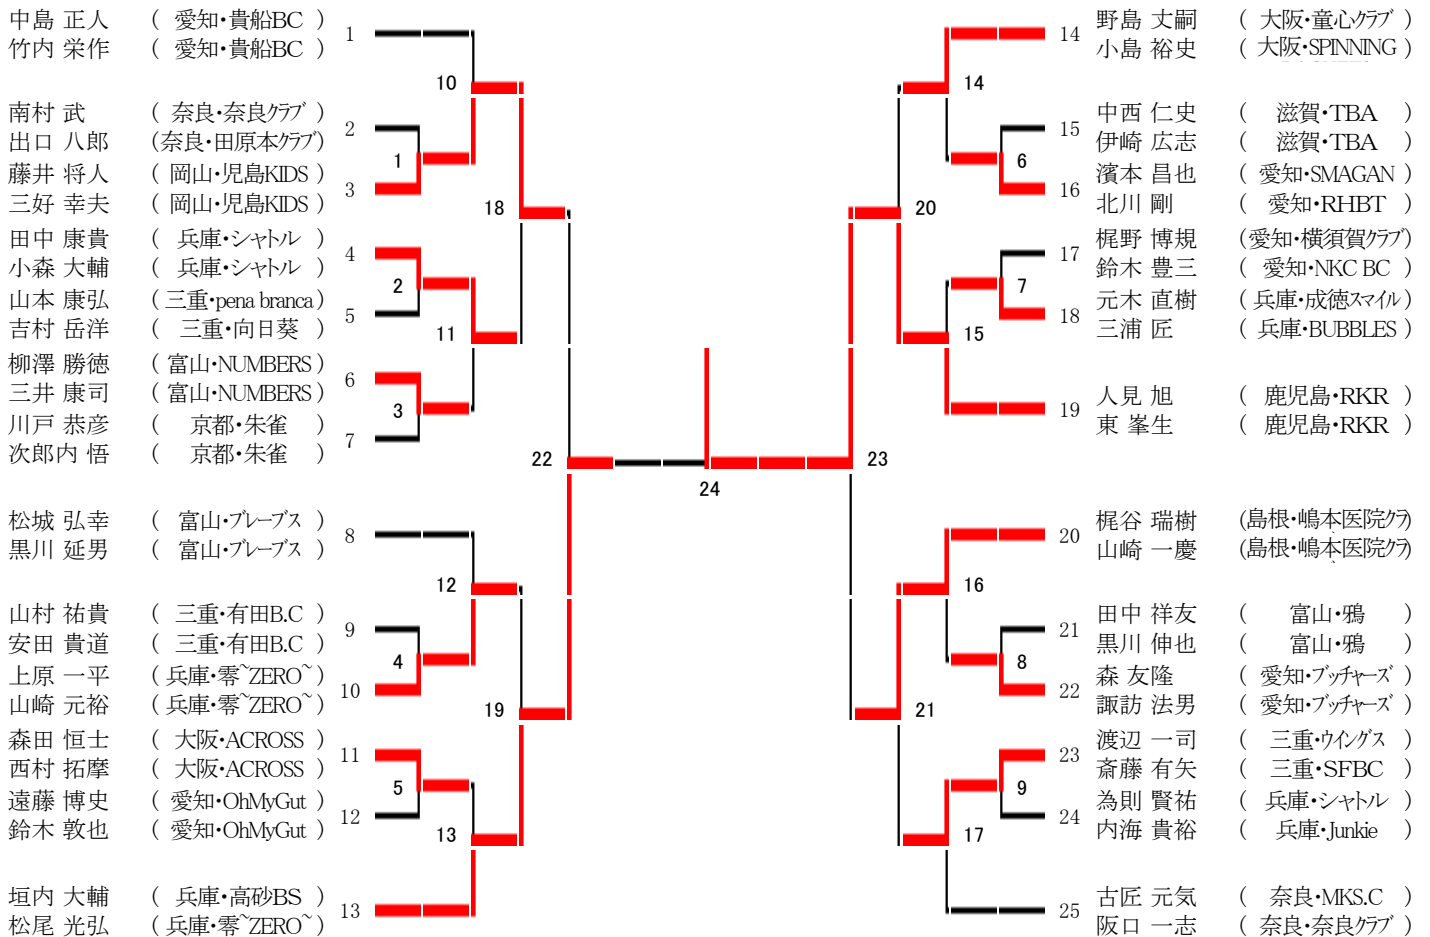 中島 正人 ( 愛知・貴船BC )
竹内 栄作 ( 愛知・貴船BC )
1
南村 武 ( 奈良・奈良クラブ )
出口 八郎 (奈良・田原本クラブ)
2
藤井 将人 ( 岡山・児島KIDS )
三好 幸夫 ( 岡山・児島KIDS )
3
田中 康貴 ( 兵庫・シャトル )
小森 大輔 ( 兵庫・シャトル )
4
山本 康弘 ( 三重・pena branca)
吉村 岳洋 ( 三重・向日葵 )
5
柳澤 勝徳 ( 富山・NUMBERS )
三井 康司 ( 富山・NUMBERS )
6
川戸 恭彦 ( 京都・朱雀 )
次郎内 悟 ( 京都・朱雀 )
7
松城 弘幸 ( 富山・ブレーブス )
黒川 延男 ( 富山・ブレーブス )
8
山村 祐貴 ( 三重・有田B.C )
安田 貴道 ( 三重・有田B.C )
9
上原 一平 ( 兵庫・零~ZERO~ )
山崎 元裕 ( 兵庫・零~ZERO~ )
10
森田 恒士 ( 大阪・ACROSS )
西村 拓摩 ( 大阪・ACROSS )
11
遠藤 博史 ( 愛知・OhMyGut )
鈴木 敦也 ( 愛知・OhMyGut )
12
垣内 大輔 ( 兵庫・高砂BS )
松尾 光弘 ( 兵庫・零~ZERO~ )
13
10
1
18
2
11
3
22
12
4
19
5
13
24
14
6
20
7
15
23
16
8
21
9
17
14
野島 丈嗣 ( 大阪・童心クラブ )
小島 裕史 ( 大阪・SPINNING )
15
中西 仁史 ( 滋賀・TBA )
伊崎 広志 ( 滋賀・TBA )
16
濱本 昌也 ( 愛知・SMAGAN )
北川 剛 ( 愛知・RHBT )
17
梶野 博規 (愛知・横須賀クラブ)
鈴木 豊三 ( 愛知・NKC BC )
18
元木 直樹 ( 兵庫・成徳スマイル)
三浦 匠 ( 兵庫・BUBBLES )
19
人見 旭 ( 鹿児島・RKR )
東 峯生 ( 鹿児島・RKR )
20
梶谷 瑞樹 (島根・嶋本医院クラ)
山崎 一慶 (島根・嶋本医院クラ)
21
田中 祥友 ( 富山・鴉 )
黒川 伸也 ( 富山・鴉 )
22
森 友隆 ( 愛知・ブッチャーズ )
諏訪 法男 ( 愛知・ブッチャーズ )
23
渡辺 一司 ( 三重・ウイングス )
斎藤 有矢 ( 三重・SFBC )
24
為則 賢祐 ( 兵庫・シャトル )
内海 貴裕 ( 兵庫・Junkie )
25
古匠 元気 ( 奈良・MKS.C )
阪口 一志 ( 奈良・奈良クラブ )